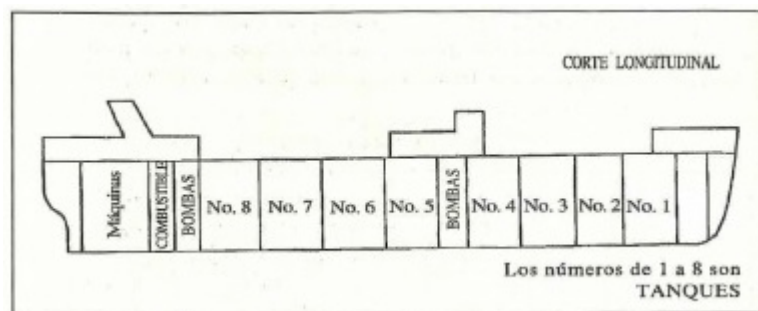 CORTE LONGITUDINAL
Máquinas
COMBUSTIBLE
BOMBAS
No. 8
No. 7
No. 6
No. 5
BOMBAS
No. 4
No. 3
No. 2
No. 1
Los números de 1 a 8 son
TANQUES